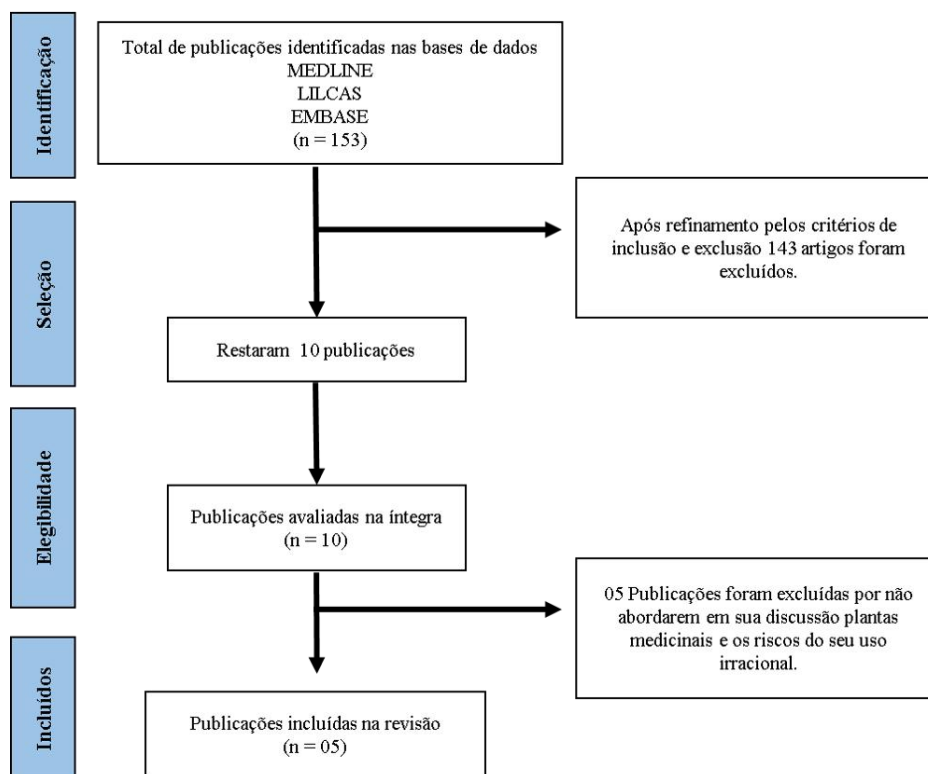 Identificação
Total de publicações identificadas nas bases de dados
MEDLINE
LILCAS
EMBASE
(n = 153)
Seleção
Após refinamento pelos critérios de
inclusão e exclusão 143 artigos foram
excluídos.
Restaram 10 publicações
Elegibilidade
Publicações avaliadas na íntegra
(n = 10)
05 Publicações foram excluídas por não
abordarem em sua discussão plantas
medicinais e os riscos do seu uso
irracional.
Incluídos
Publicações incluídas na revisão
(n = 05)